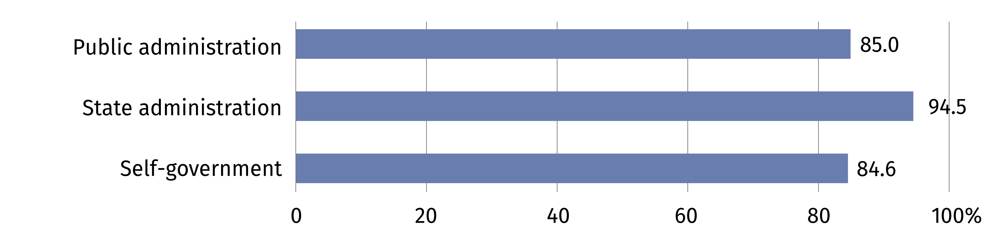 Public administration 85.0
State administration 94.5
Self-government 84.6
0 20 40 60 80 100%